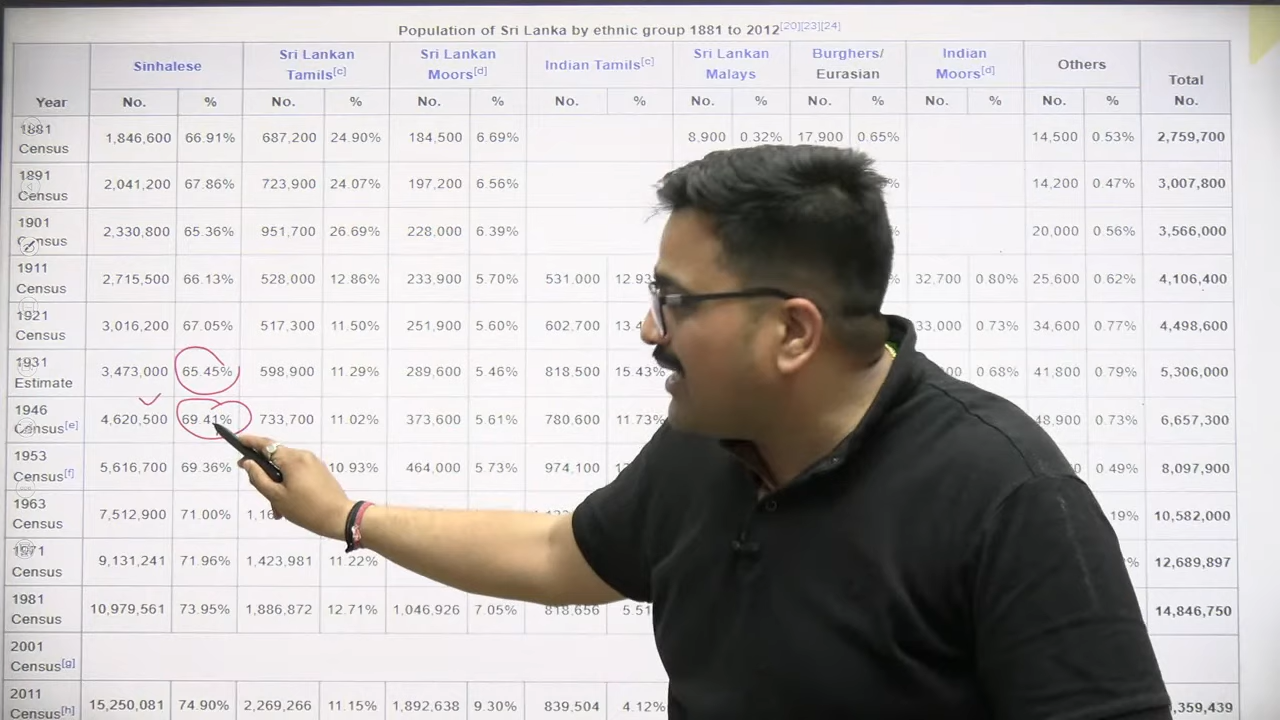 Population of Sri Lanka by ethnic group 1881 to 2012[20][23][24]
Year Sinhalese Sri Lankan Tamils[c] Sri Lankan Moors[d] Indian Tamils[c] Sri Lankan Malays Burghers/ Eurasian Indian Moors[d] Others Total No.
No. % No. % No. % No. % No. % No. % No. % No. %
1881 Census 1,846,600 66.91% 687,200 24.90% 184,500 6.69% 8,900 0.32% 17,900 0.65% 14,500 0.53% 2,759,700
1891 Census 2,041,200 67.86% 723,900 24.07% 197,200 6.56% 14,200 0.47% 3,007,800
1901 Census 2,330,800 65.36% 951,700 26.69% 228,000 6.39% 20,000 0.56% 3,566,000
1911 Census 2,715,500 66.13% 528,000 12.86% 233,900 5.70% 531,000 32,700 0.80% 25,600 0.62% 4,106,400
1921 Census 3,016,200 67.05% 517,300 11.50% 251,900 5.60% 602,700 33,000 0.73% 34,600 0.77% 4,498,600
1931 Estimate 3,473,000 65.45% 598,900 11.29% 289,600 5.46% 818,500 15.43% 0.68% 41,800 0.79% 5,306,000
1946 Census[e] 4,620,500 69.41% 733,700 11.02% 373,600 5.61% 780,600 11.73% 48,900 0.73% 6,657,300
1953 Census[f] 5,616,700 69.36% 10.93% 464,000 5.73% 974,100 0.49% 8,097,900
1963 Census 7,512,900 71.00% 10,582,000
1971 Census 9,131,241 71.96% 1,423,981 11.22% 12,689,897
1981 Census 10,979,561 73.95% 1,886,872 12.71% 1,046,926 7.05% 818,656 14,846,750
2001 Census[g]
2011 Census[h] 15,250,081 74.90% 2,269,266 11.15% 1,892,638 9.30% 839,504 4.12%